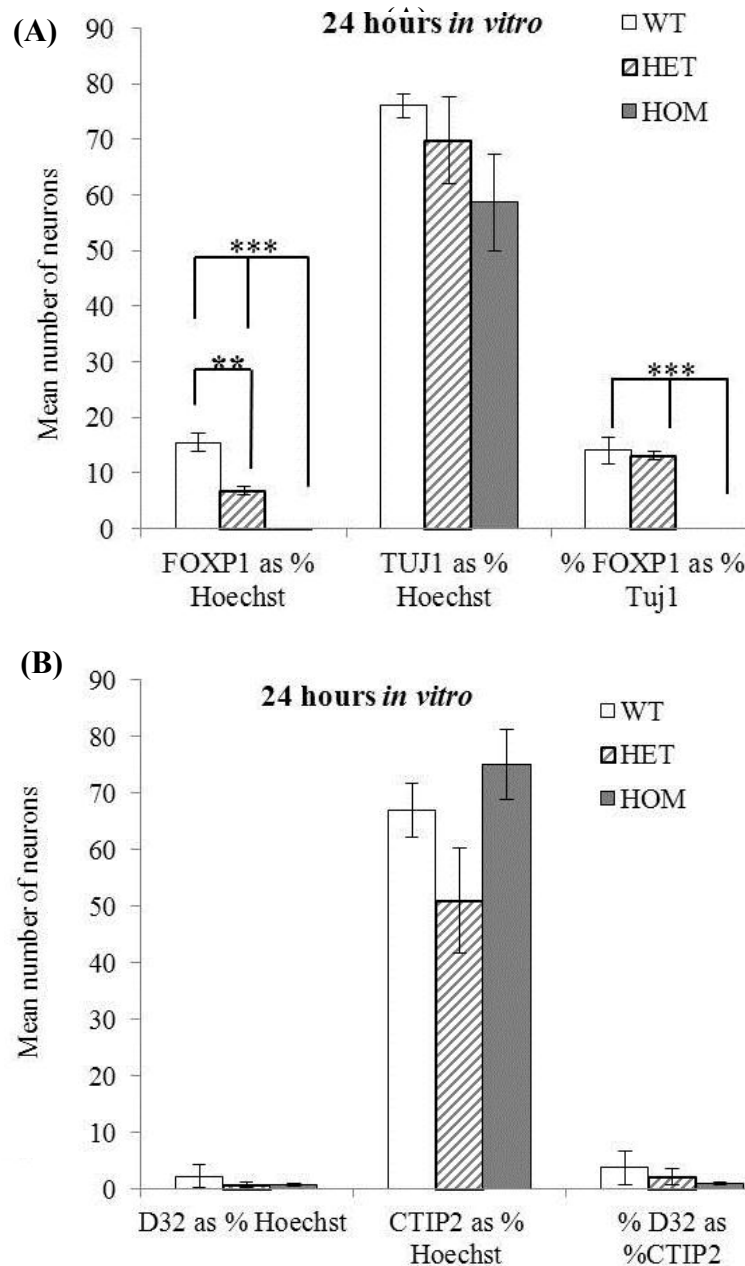 (A)
24 hours in vitro
WT
HET
HOM
90
80
70
60
50
40
30
20
10
0
Mean number of neurons
***
**
***
FOXP1 as %
Hoechst
TUJ1 as %
Hoechst
% FOXP1 as %
Tuj1
(B)
24 hours in vitro
WT
HET
HOM
90
80
70
60
50
40
30
20
10
0
Mean number of neurons
D32 as % Hoechst
CTIP2 as %
Hoechst
% D32 as
%CTIP2